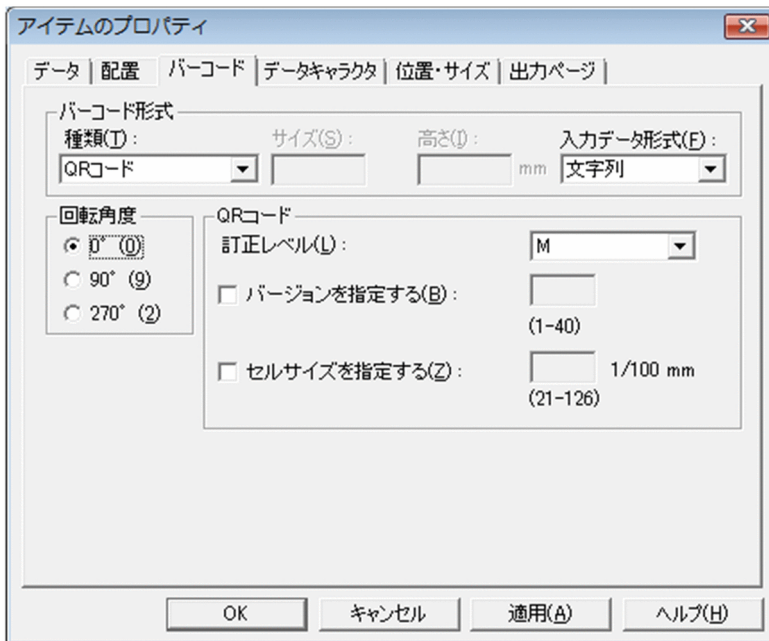 アイテムのプロパティ
データ 配置 バーコード データキャラクタ 位置・サイズ 出力ページ
バーコード形式
種類(T): サイズ(S): 高さ(I): 入力データ形式(F):
QRコード mm 文字列
回転角度 QRコード
0°(0) 訂正レベル(L): M
90°(9) バージョンを指定する(B):
270°(2) (1-40)
セルサイズを指定する(Z): 1/100 mm
(21-126)
OK キャンセル 適用(A) ヘルプ(H)